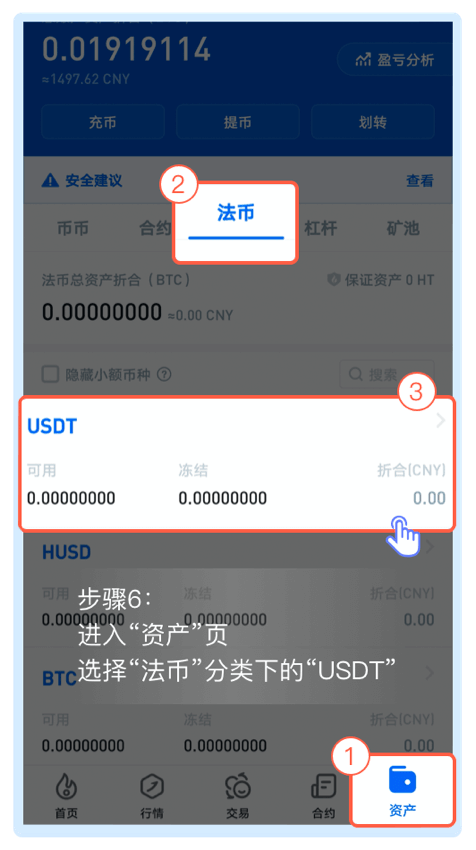 0.01919114
≈1497.62 CNY
盈亏分析
充币 提币 划转
安全建议 查看
②
币币 合约 法币 杠杆 矿池
法币总资产折合(BTC) 保证资产 0 HT
0.00000000 ≈0.00 CNY
隐藏小额币种 搜索
③
USDT
可用 冻结 折合(CNY)
0.00000000 0.00000000 0.00
HUSD
可用 冻结 折合(CNY)
0.00000000 0.00000000 0.00
步骤6:
进入“资产”页
选择“法币”分类下的“USDT”
BTC
可用 冻结 折合(CNY)
0.00000000 0.00000000 0.00
①
首页 行情 交易 合约 资产